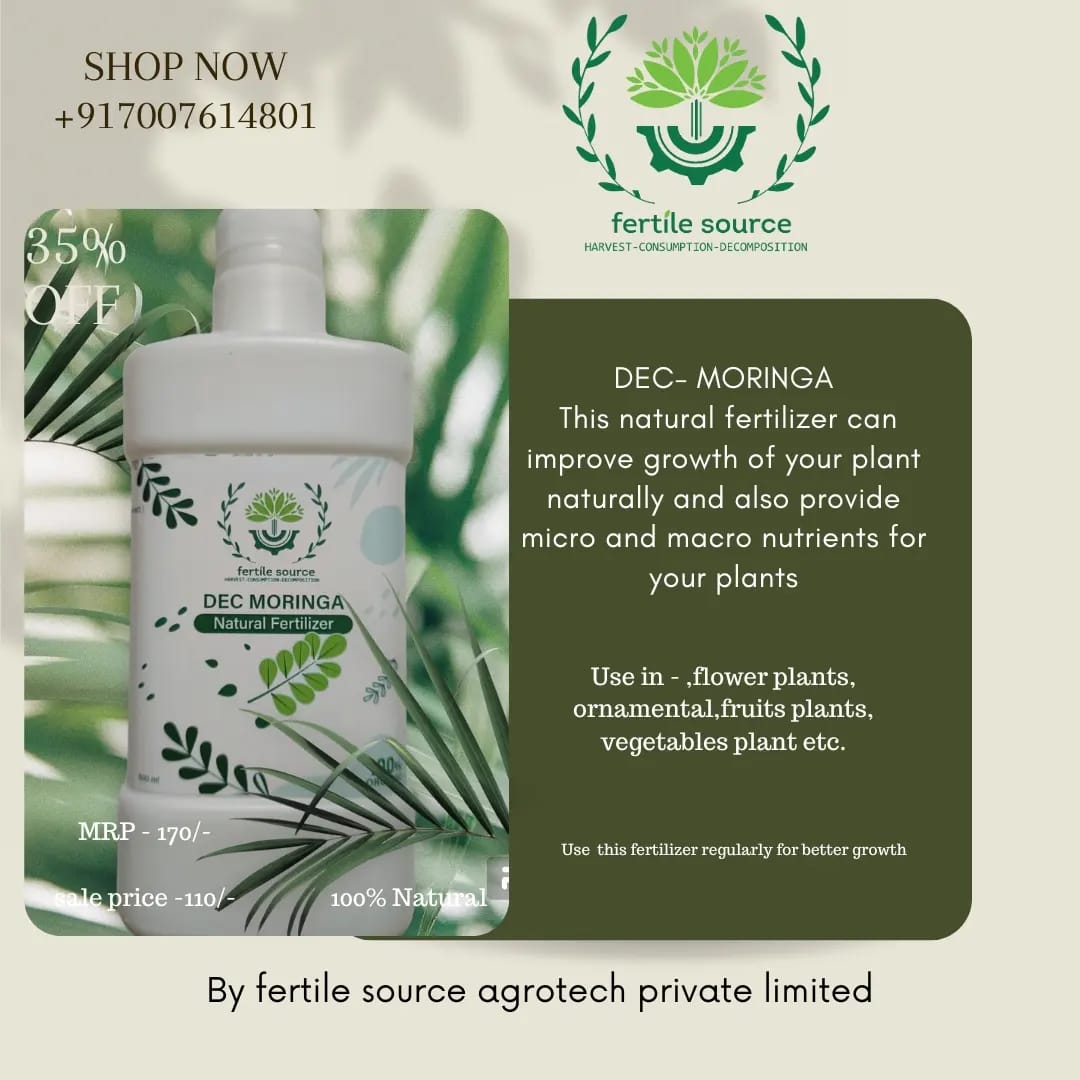 SHOP NOW
+917007614801
fertile source
HARVEST-CONSUMPTION-DECOMPOSITION
35%
OFF
fertile source
HARVEST-CONSUMPTION-DECOMPOSITION
DEC MORINGA
Natural Fertilizer
MRP - 170/-
sale price -110/-
100% Natural
DEC- MORINGA
This natural fertilizer can
improve growth of your plant
naturally and also provide
micro and macro nutrients for
your plants
Use in - ,flower plants,
ornamental,fruits plants,
vegetables plant etc.
Use this fertilizer regularly for better growth
By fertile source agrotech private limited